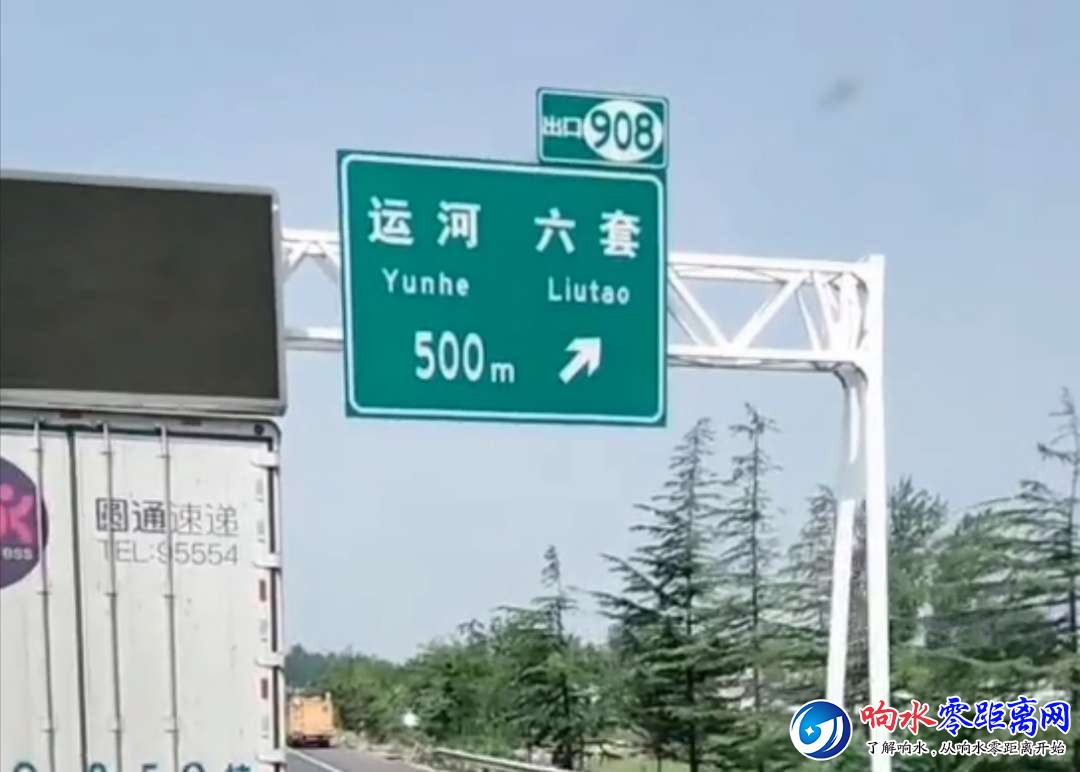 出口 908
运河 六套
Yunhe Liutao
500m
圆通速递
TEL:95554
ess
响水零距离网
了解响水,从响水零距离开始